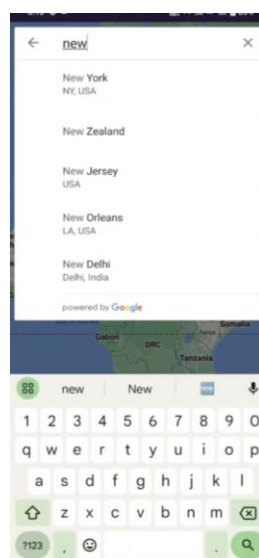 new
New York
NY, USA
New Zealand
New Jersey
USA
New Orleans
LA, USA
New Delhi
Delhi, India
powered by Google
Somalia
Gabon
DRC
Kenya
Tanzania
new New
1 2 3 4 5 6 7 8 9 0
q w e r t y u i o p
a s d f g h j k l
z x c v b n m
?123 , .